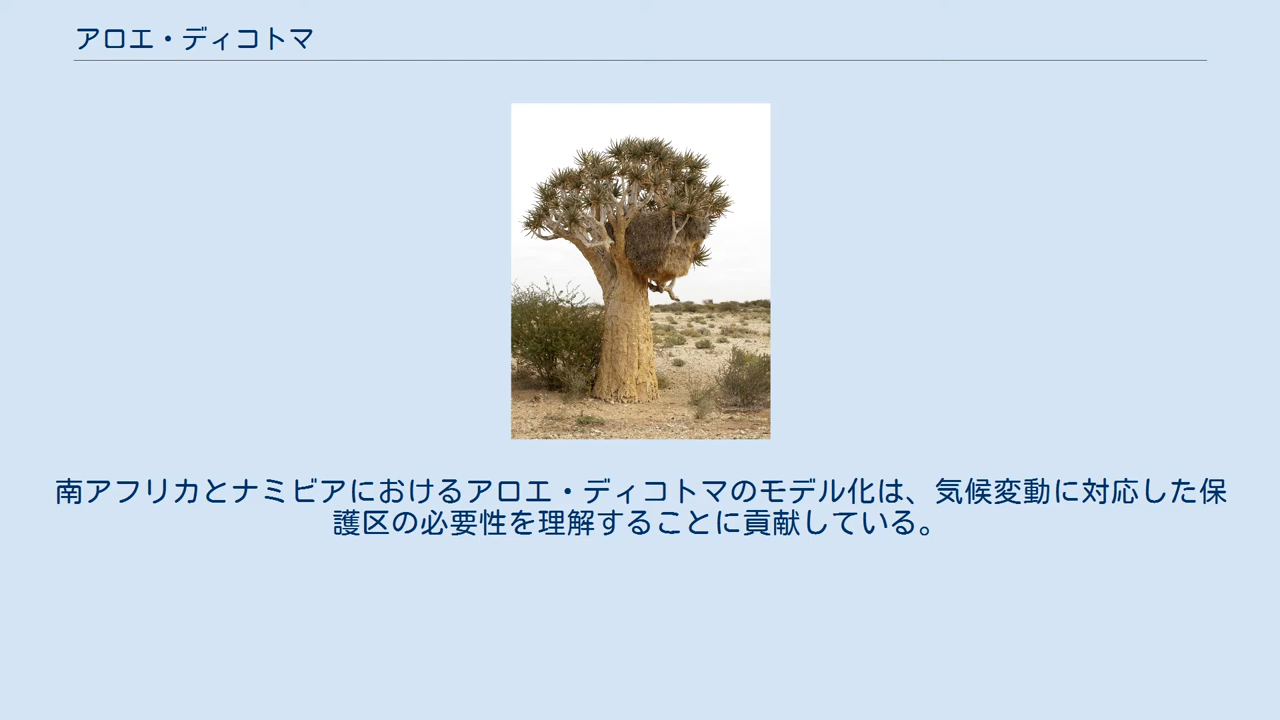 アロエ・ディコトマ
南アフリカとナミビアにおけるアロエ・ディコトマのモデル化は、気候変動に対応した保
護区の必要性を理解することに貢献している。